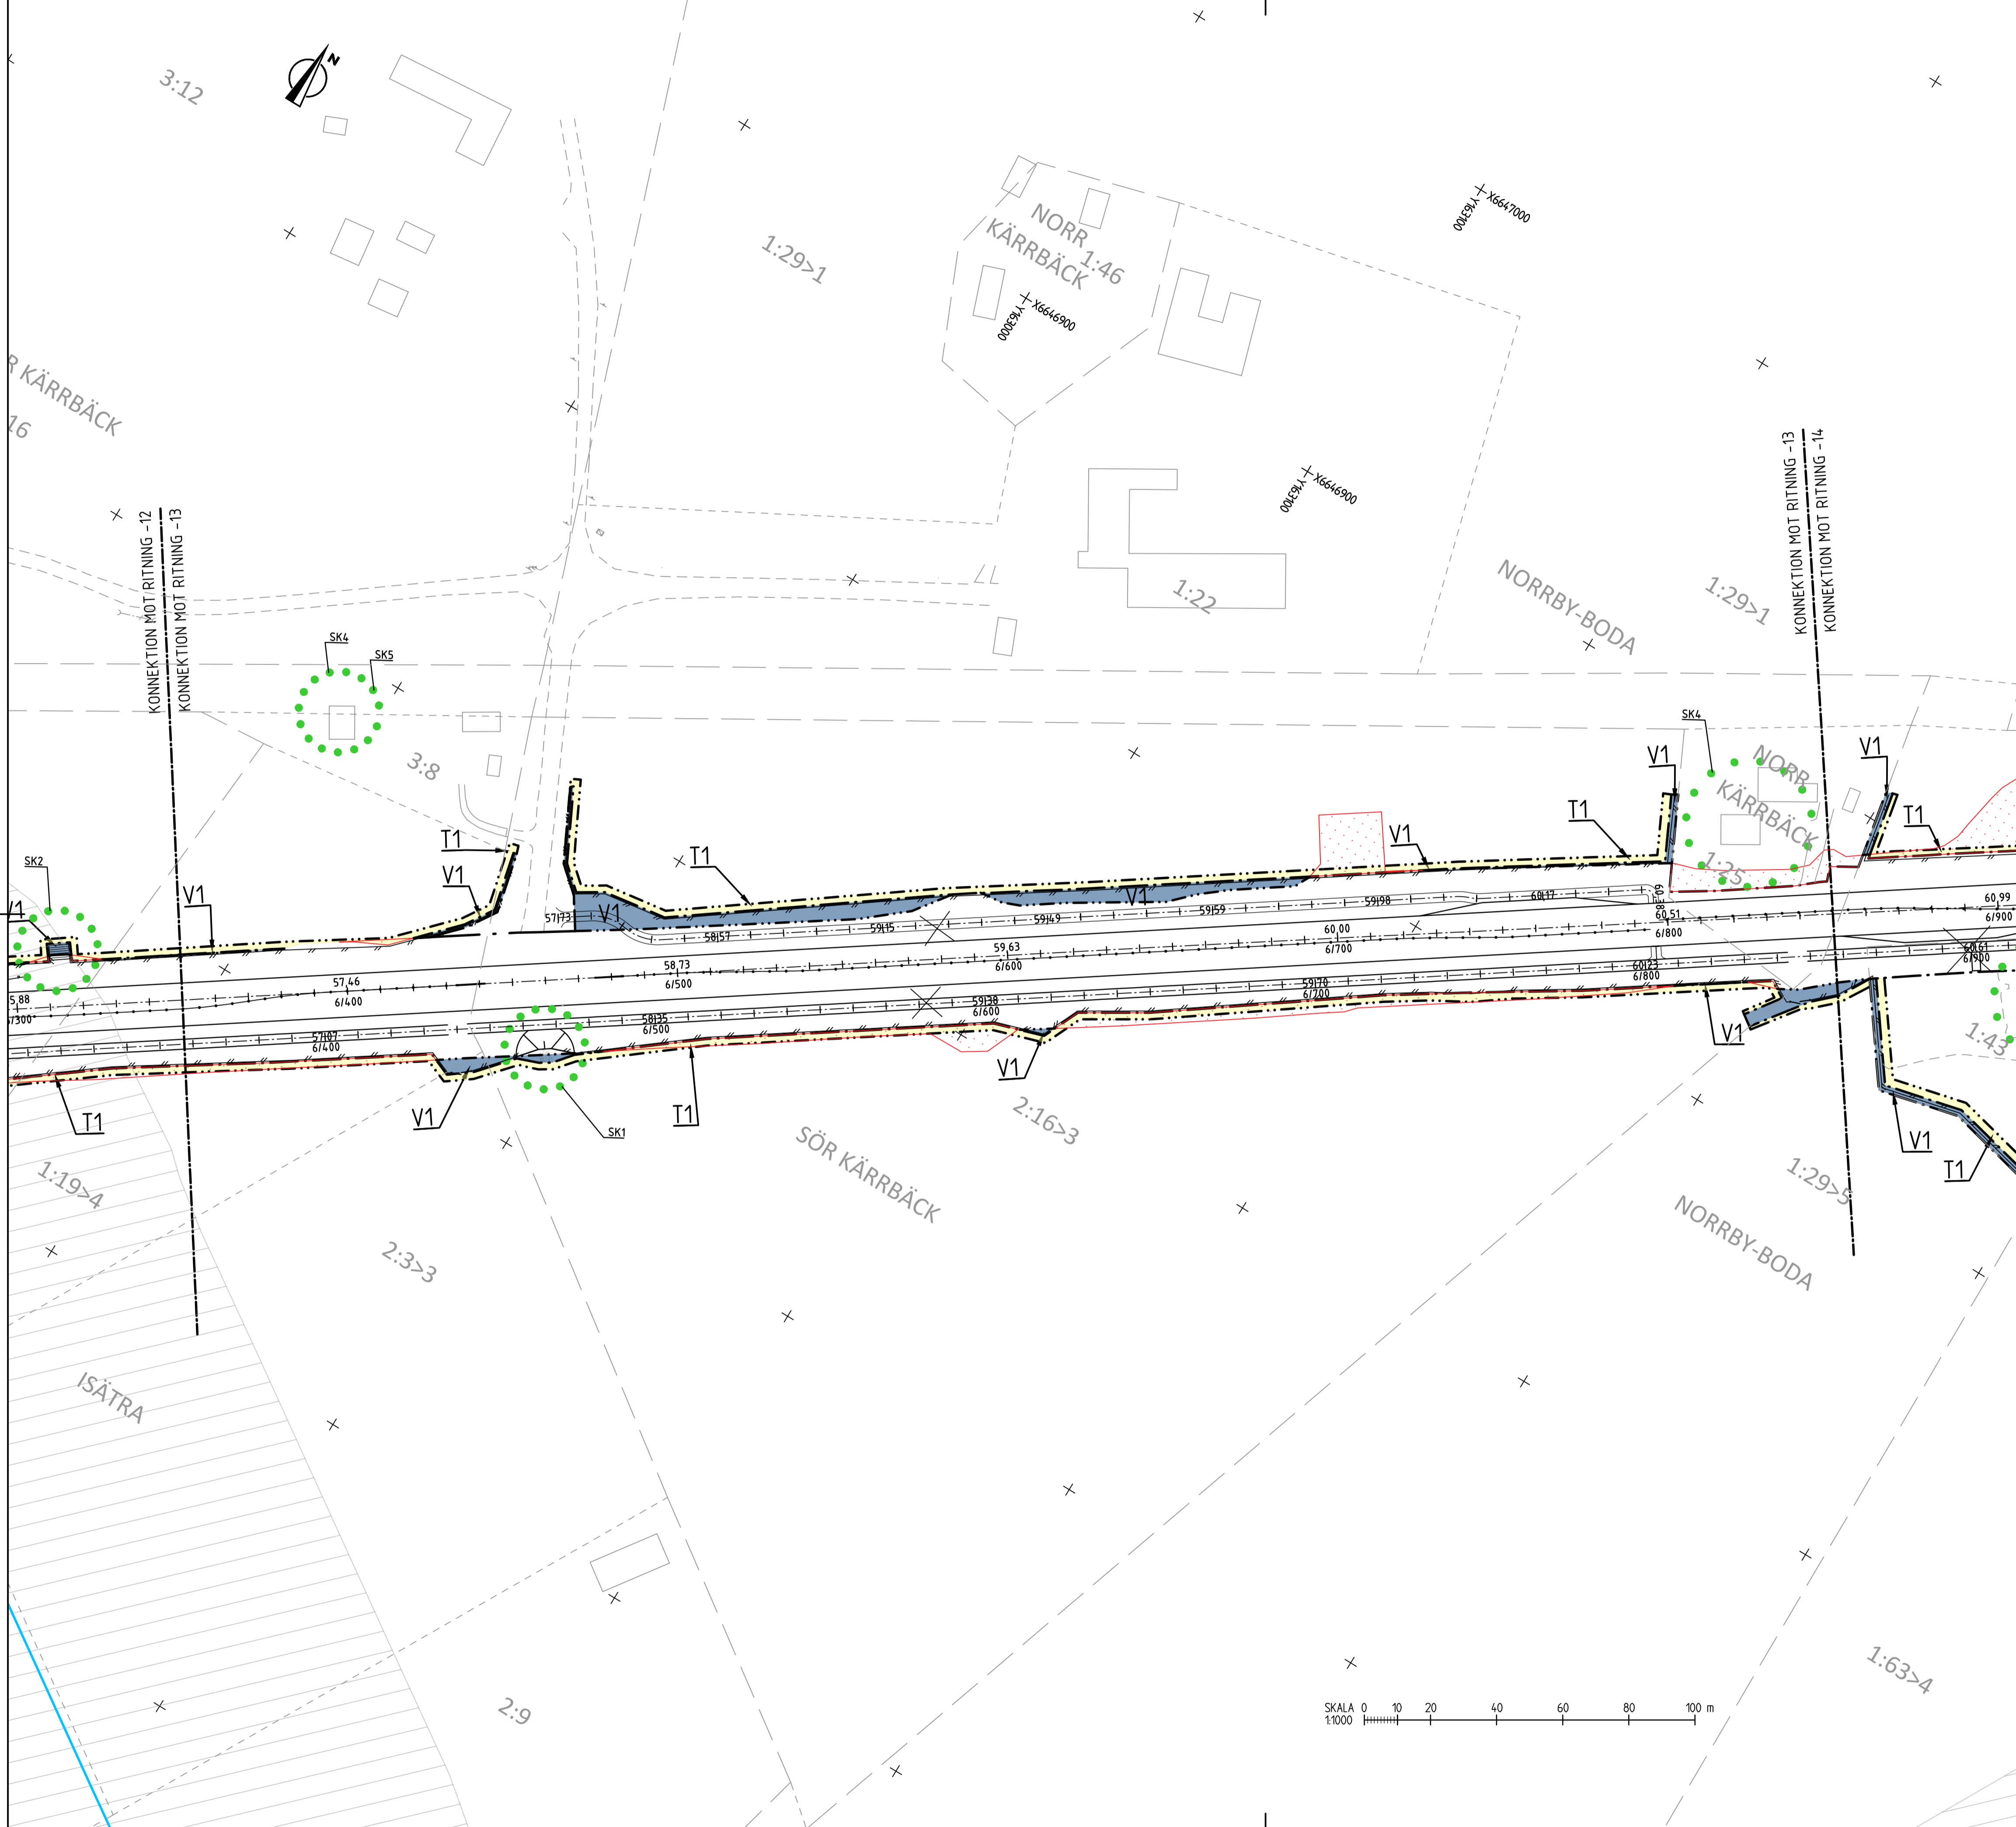 N
3:12
NORR
KÄRRBÄCK
1:46
1:29>1
Y163100
X6647000
Y163000
X6646900
R KÄRRBÄCK
16
KONNEKTION MOT RITNING -12
KONNEKTION MOT RITNING -13
KONNEKTION MOT RITNING -13
KONNEKTION MOT RITNING -14
Y163100
X6646900
1:22
NORRBY-BODA
1:29>1
SK4
SK5
3:8
SK4
NORR
KÄRRBÄCK
1:25
V1
V1
T1
T1
V1
T1
T1
V1
SK2
V1
V1
V1
V1
57,73
58,57
59,15
59,49
59,59
59,98
60,17
60,38
60,51
6/800
60,99
6/900
60,00
6/700
59,63
6/600
58,73
6/500
57,46
6/400
5,88
6/300
57,07
6/400
58,35
6/500
59,38
6/600
59,70
6/700
60,23
6/800
60,61
6/900
T1
V1
T1
SK1
V1
V1
V1
T1
1:43
2:16>3
SÖR KÄRRBÄCK
1:19>4
2:3>3
1:29>5
NORRBY-BODA
ISÄTRA
2:9
1:63>4
SKALA 0 10 20 40 60 80 100 m
1:1000